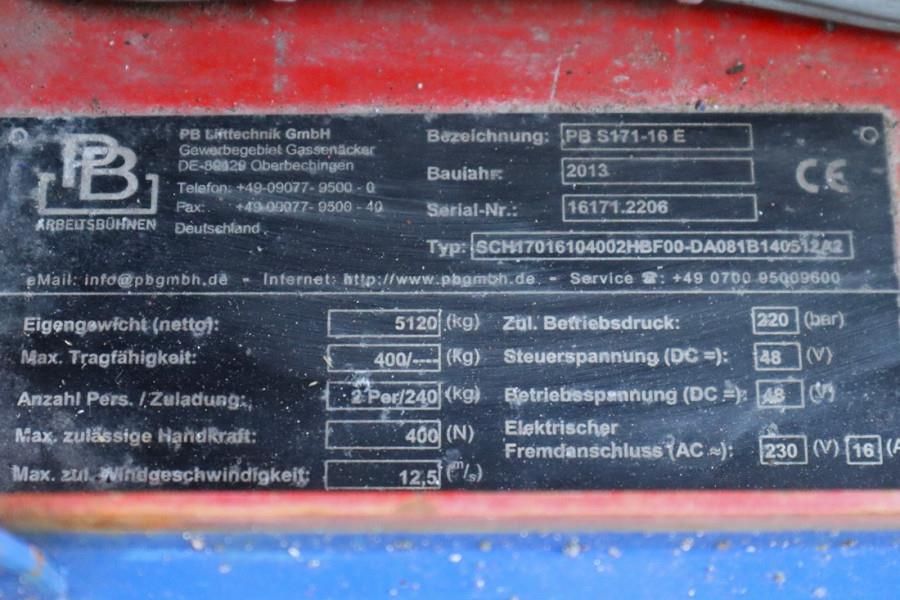 PB
ARBEITSBÜHNEN
PB Lifttechnik GmbH
Gewerbegebiet Gassenäcker
DE-89429 Oberbechingen
Telefon: +49-09077- 9500 - 0
Fax: +49-09077- 9500 - 40
Deutschland
Bezeichnung: PB S171-16 E
Baujahr: 2013
Serial-Nr.: 16171.2206
Typ: SCH17016104002HBF00-DA081B140512A2
CE
eMail: info@pbgmbh.de - Internet: http://www.pbgmbh.de - Service ☎: +49 0700 95009600
Eigengewicht (netto): 5120 (kg)
Max. Tragfähigkeit: 400/---- (kg)
Anzahl Pers. / Zuladung: 2 Per/240 (kg)
Max. zulässige Handkraft: 400 (N)
Max. zul. Windgeschwindigkeit: 12,5 (m/s)
Zul. Betriebsdruck: 220 (bar)
Steuerspannung (DC =): 48 (V)
Betriebsspannung (DC =): 48 (V)
Elektrischer
Fremdanschluss (AC ≈): 230 (V) 16 (A